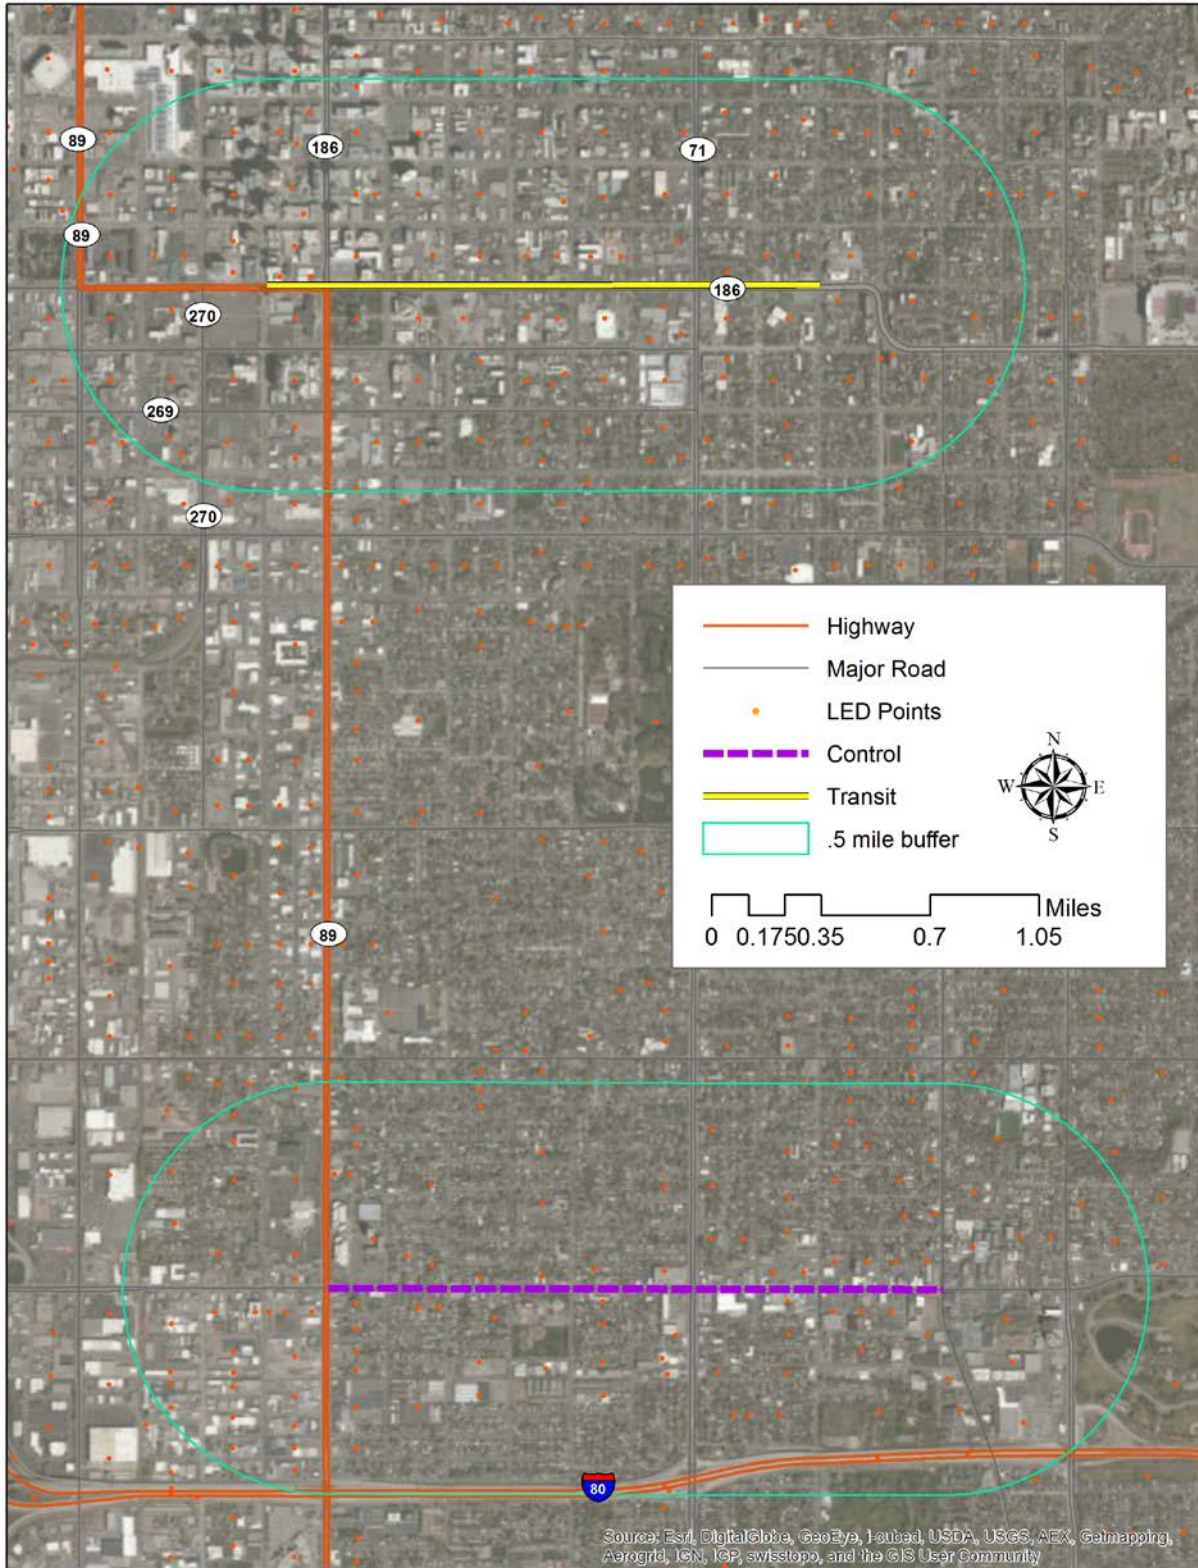 89
186
71
89
186
270
269
270
Highway
Major Road
LED Points
Control
Transit
.5 mile buffer
N
W E
S
Miles
0 0.1750.35 0.7 1.05
89
80
Source: Esri, DigitalGlobe, GeoEye, i-cubed, USDA, USGS, AEX, Getmapping,
Aerogrid, IGN, IGP, swisstopo, and the GIS User Community